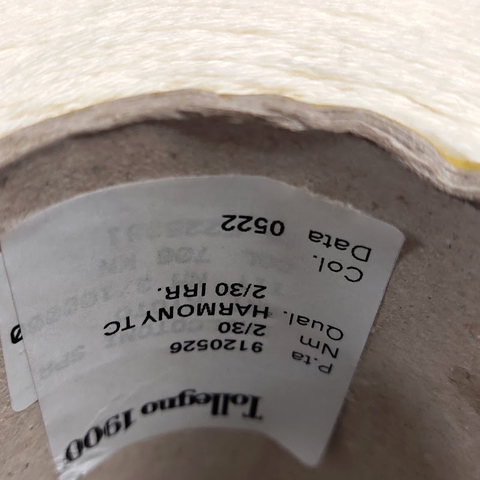 Tollegno 1900
P.ta 9120526
Nm 2/30
Qual. HARMONY TC
2/30 IRR.
Col.
Data 0522